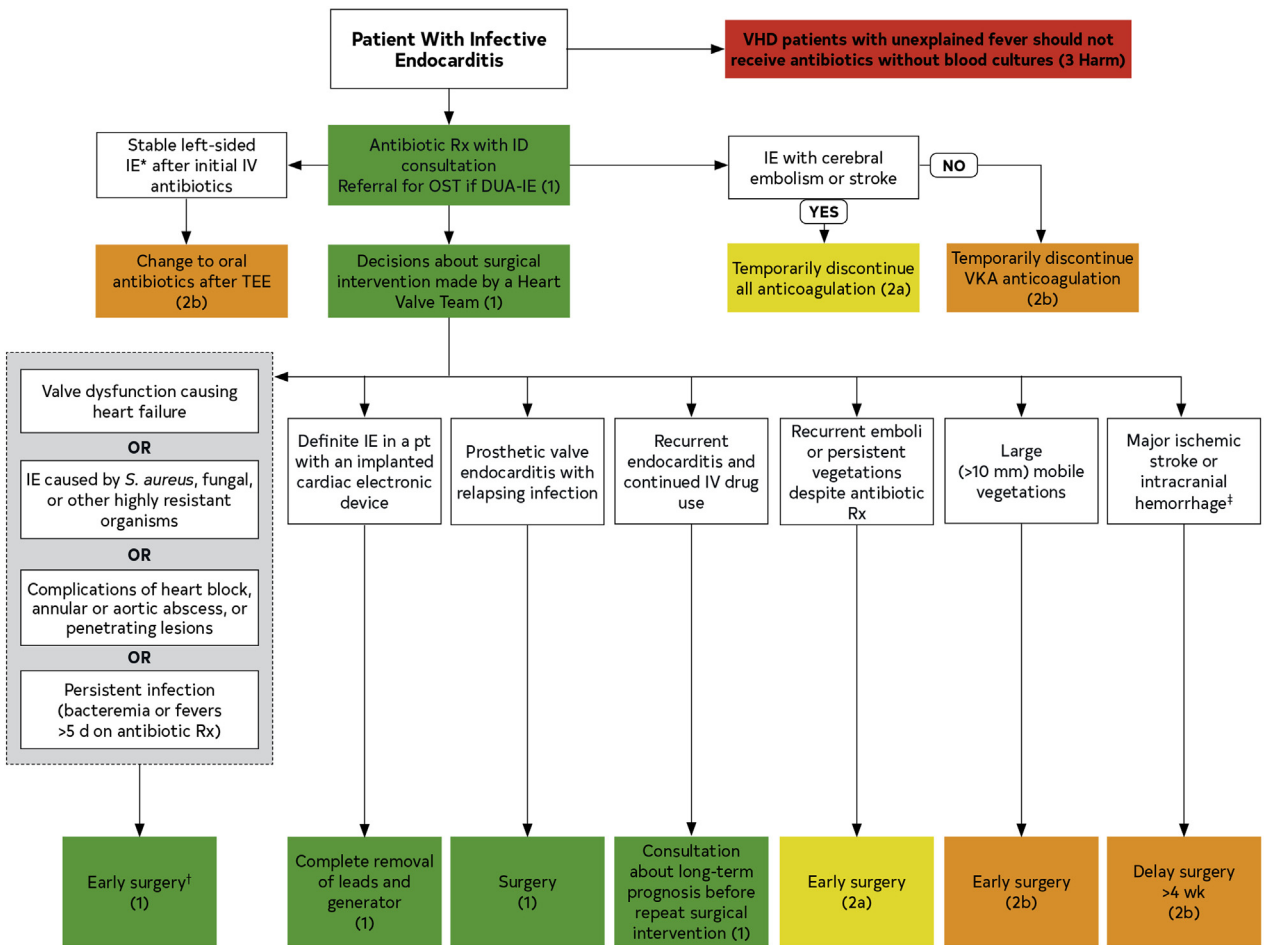 Patient With Infective
Endocarditis
VHD patients with unexplained fever should not
receive antibiotics without blood cultures (3 Harm)
Stable left-sided
IE* after initial IV
antibiotics
Antibiotic Rx with ID
consultation
Referral for OST if DUA-IE (1)
IE with cerebral
embolism or stroke
NO
YES
Change to oral
antibiotics after TEE
(2b)
Decisions about surgical
intervention made by a Heart
Valve Team (1)
Temporarily discontinue
all anticoagulation (2a)
Temporarily discontinue
VKA anticoagulation
(2b)
Valve dysfunction causing
heart failure
OR
IE caused by S. aureus, fungal,
or other highly resistant
organisms
OR
Complications of heart block,
annular or aortic abscess, or
penetrating lesions
OR
Persistent infection
(bacteremia or fevers
>5 d on antibiotic Rx)
Definite IE in a pt
with an implanted
cardiac electronic
device
Prosthetic valve
endocarditis with
relapsing infection
Recurrent
endocarditis and
continued IV drug
use
Recurrent emboli
or persistent
vegetations
despite antibiotic
Rx
Large
(>10 mm) mobile
vegetations
Major ischemic
stroke or
intracranial
hemorrhage‡
Early surgery†
(1)
Complete removal
of leads and
generator
(1)
Surgery
(1)
Consultation
about long-term
prognosis before
repeat surgical
intervention (1)
Early surgery
(2a)
Early surgery
(2b)
Delay surgery
>4 wk
(2b)